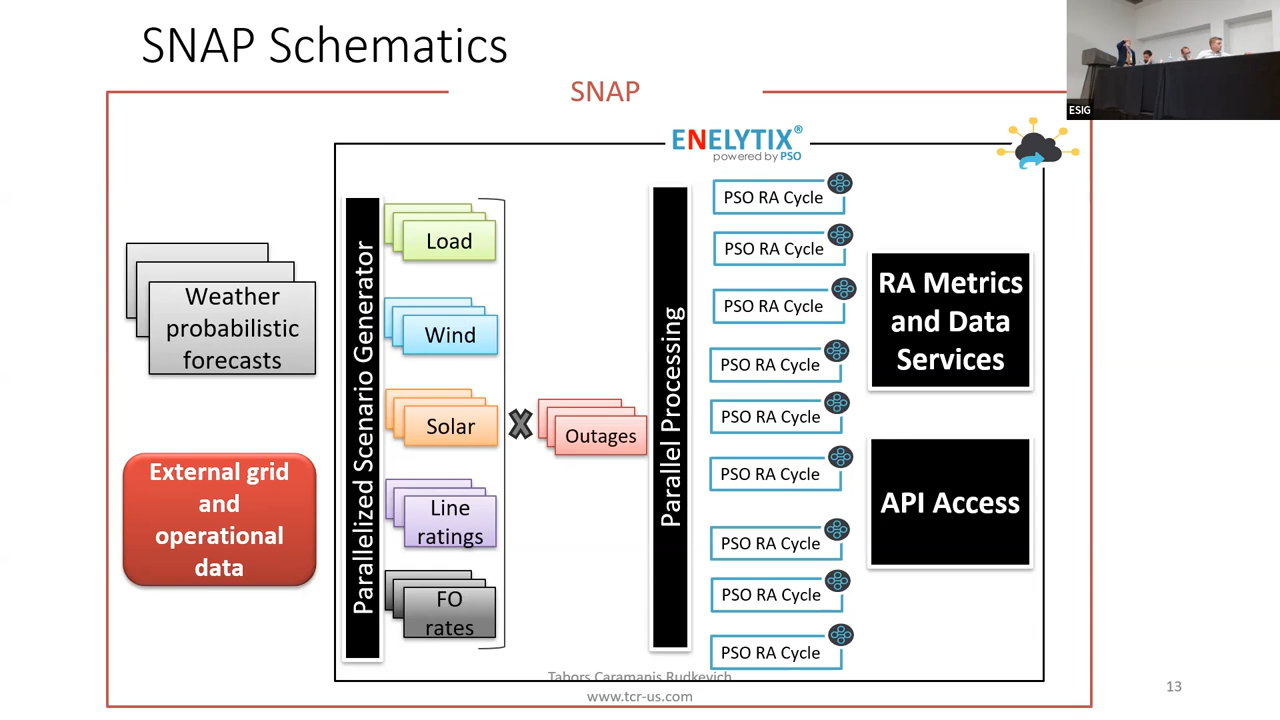 SNAP Schematics
SNAP
ESIG
ENELYTIX®
powered by PSO
Weather
probabilistic
forecasts
External grid
and
operational
data
Parallelized Scenario Generator
Load
Wind
Solar
Line
ratings
FO
rates
Outages
Parallel Processing
PSO RA Cycle
PSO RA Cycle
PSO RA Cycle
PSO RA Cycle
PSO RA Cycle
PSO RA Cycle
PSO RA Cycle
PSO RA Cycle
PSO RA Cycle
RA Metrics
and Data
Services
API Access
Tabors Caramanis Rudkevich
www.tcr-us.com
13